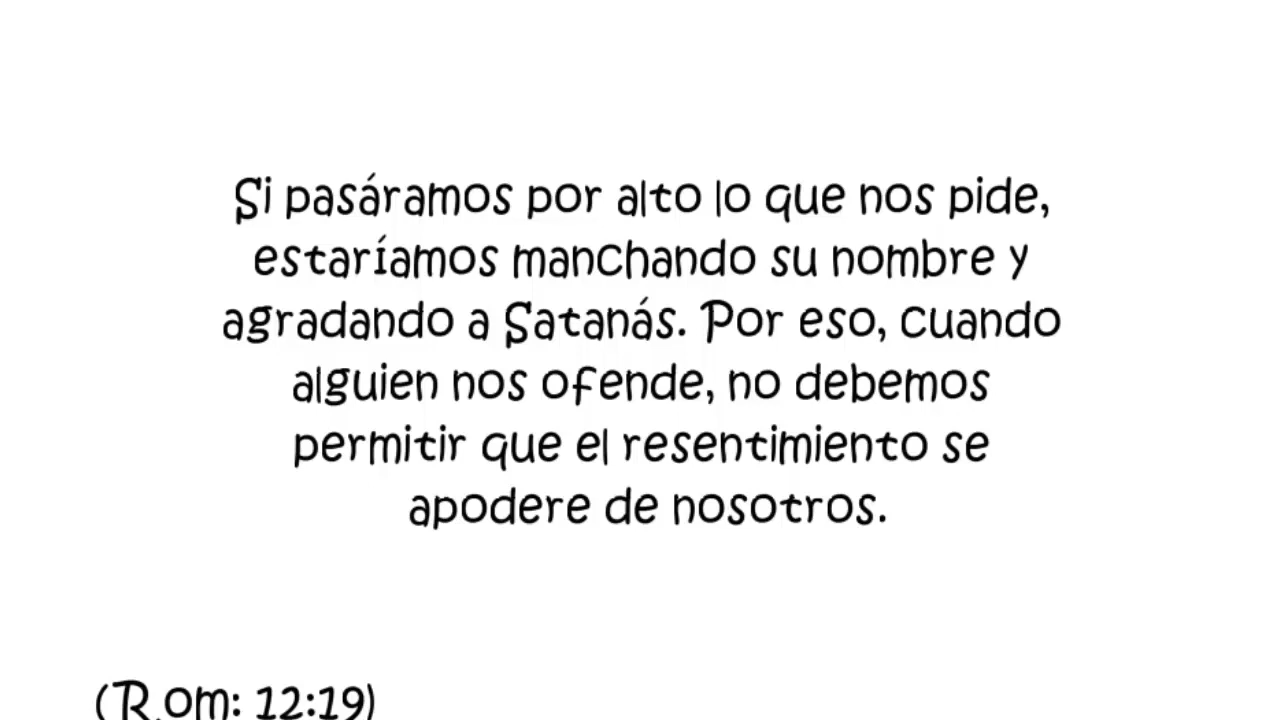 Si pasáramos por alto lo que nos pide,
estaríamos manchando su nombre y
agradando a Satanás. Por eso, cuando
alguien nos ofende, no debemos
permitir que el resentimiento se
apodere de nosotros.
(Rom: 12:19)